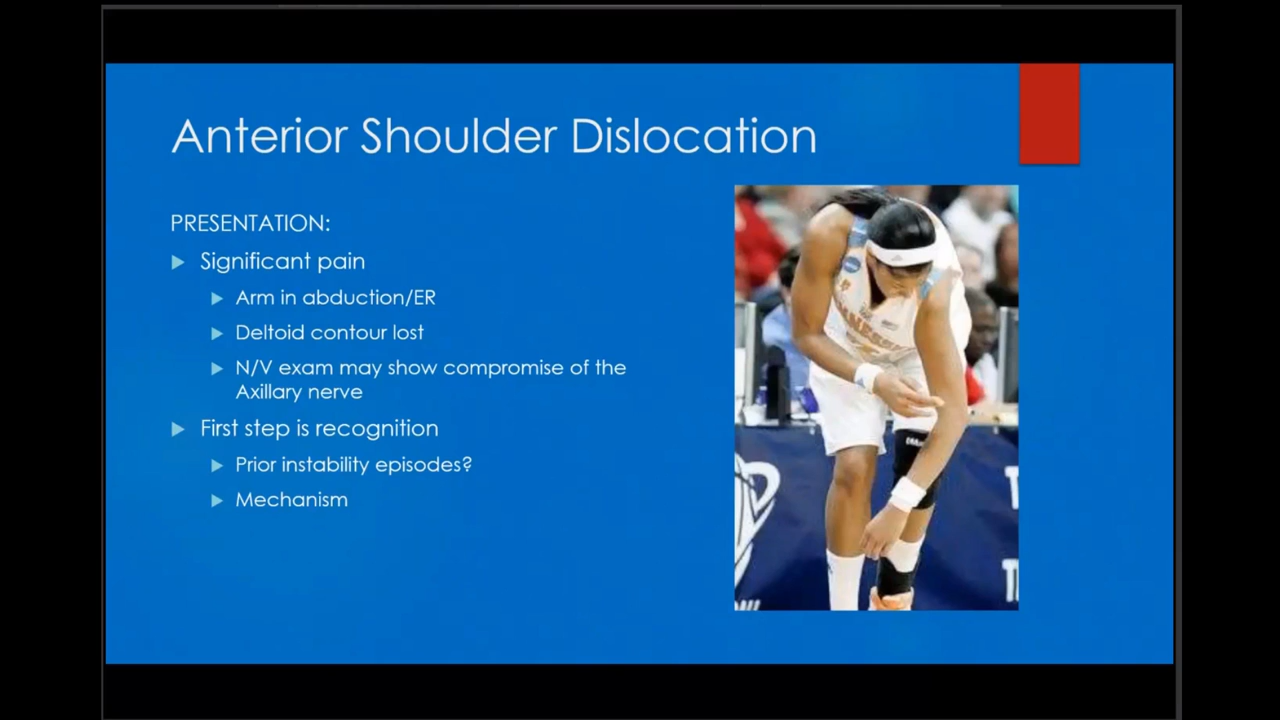 Anterior Shoulder Dislocation
PRESENTATION:
Significant pain
Arm in abduction/ER
Deltoid contour lost
N/V exam may show compromise of the
Axillary nerve
First step is recognition
Prior instability episodes?
Mechanism